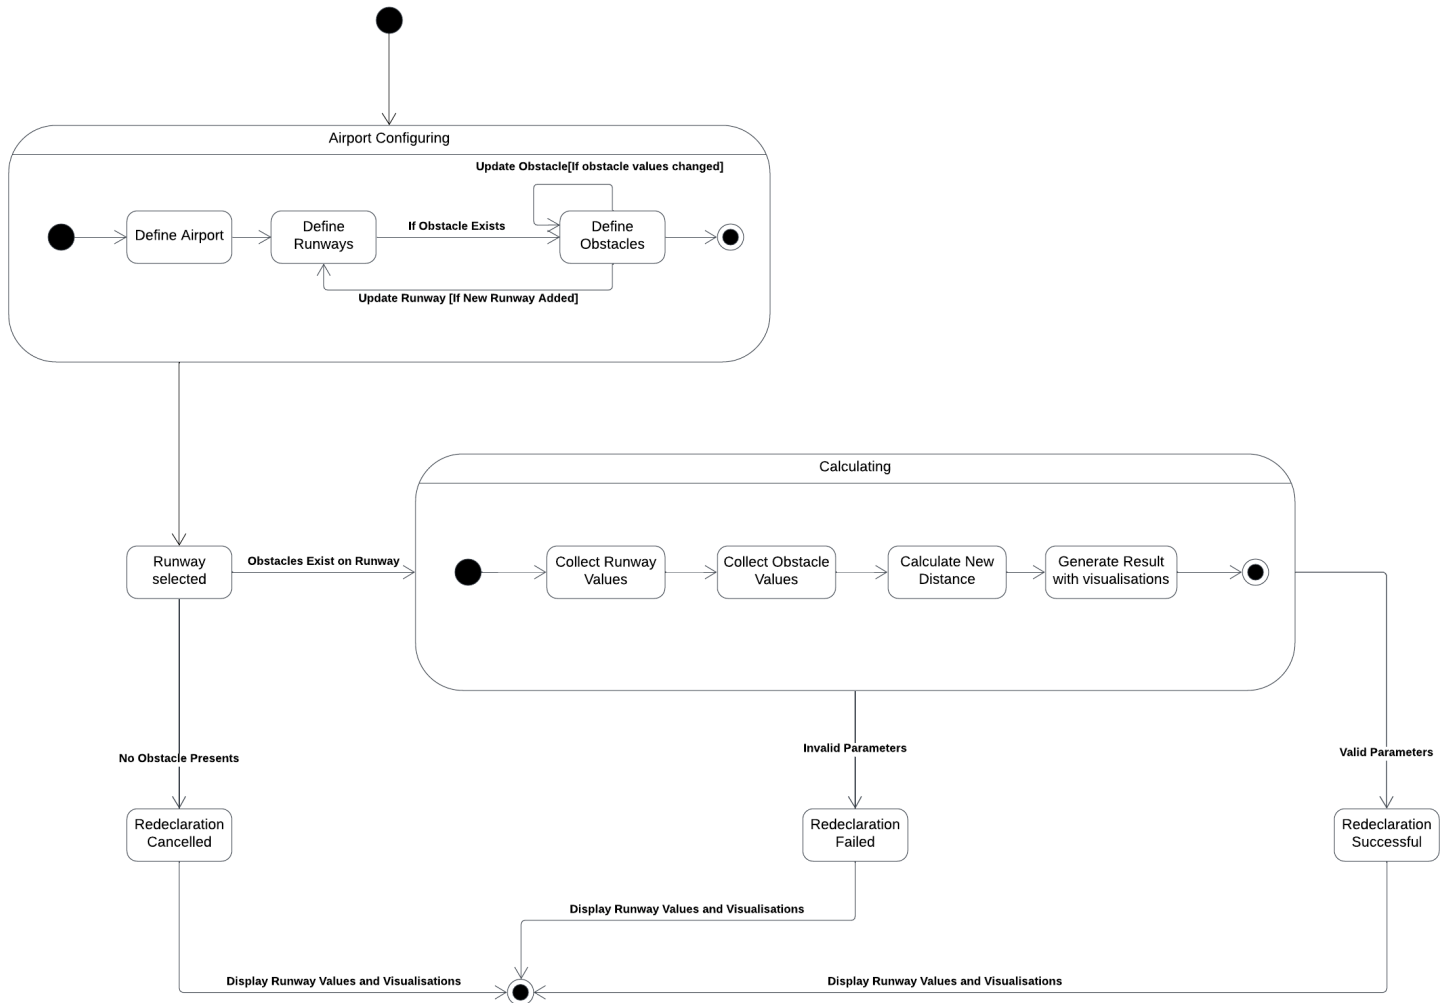 Airport Configuring
Update Obstacle[If obstacle values changed]
Define Airport
Define
Runways
If Obstacle Exists
Define
Obstacles
Update Runway [If New Runway Added]
Calculating
Runway
selected
Obstacles Exist on Runway
Collect Runway
Values
Collect Obstacle
Values
Calculate New
Distance
Generate Result
with visualisations
No Obstacle Presents
Invalid Parameters
Valid Parameters
Redeclaration
Cancelled
Redeclaration
Failed
Redeclaration
Successful
Display Runway Values and Visualisations
Display Runway Values and Visualisations
Display Runway Values and Visualisations